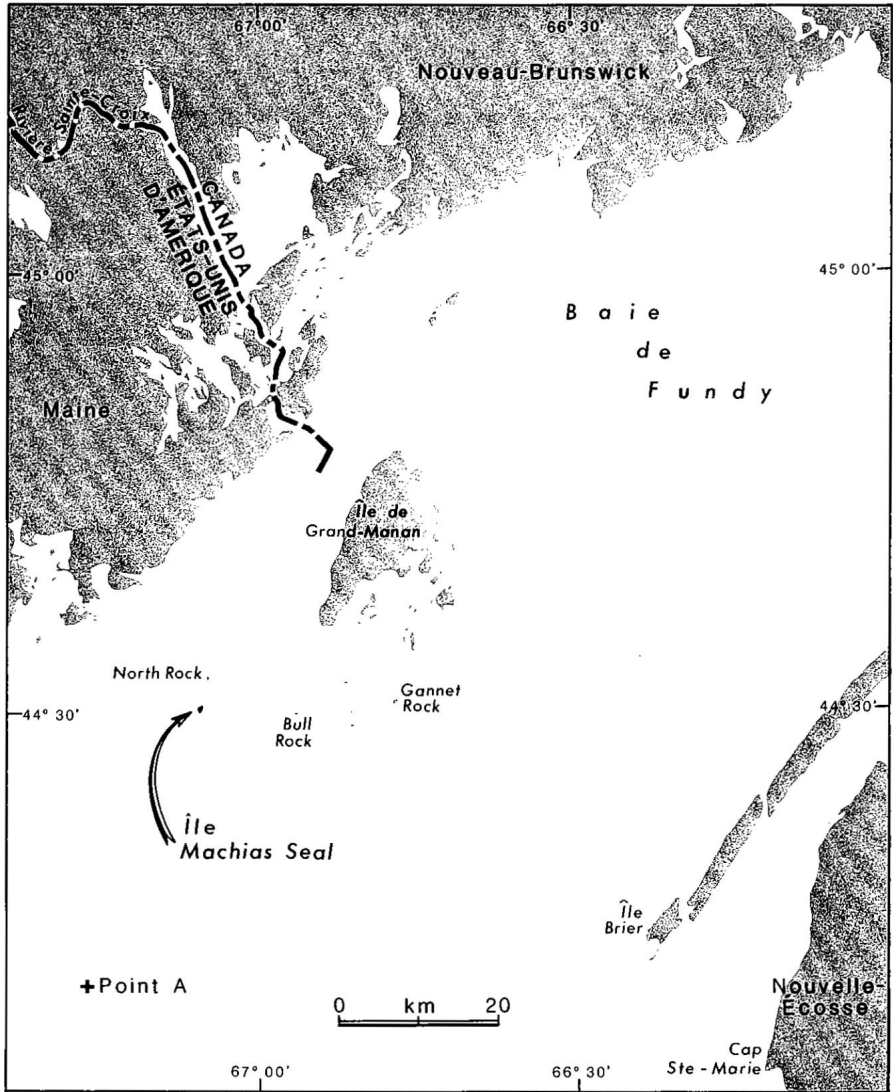 67° 00'
66° 30'
Nouveau-Brunswick
Rivière Sainte-Croix
CANADA
ÉTATS-UNIS
D'AMÉRIQUE
45° 00'
45° 00'
Baie
de
Fundy
Maine
Île de
Grand-Manan
North Rock
Gannet
Rock
44° 30'
44° 30'
Bull
Rock
Île
Machias Seal
Île
Brier
+Point A
0 km 20
Nouvelle-
Écosse
Cap
Ste-Marie
67° 00'
66° 30'